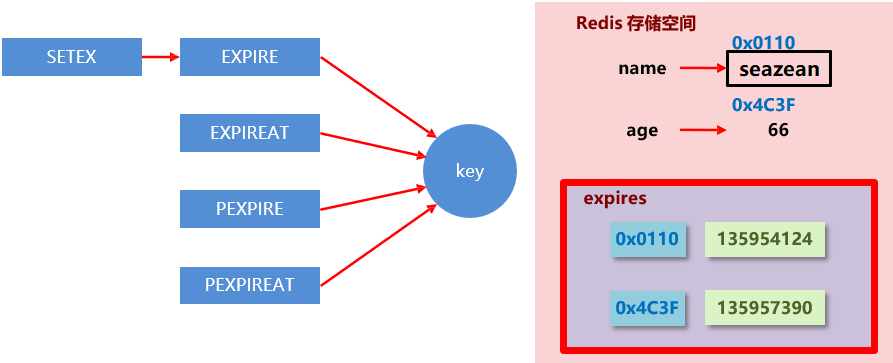 SETEX
EXPIRE
EXPIREAT
PEXPIRE
PEXPIREAT
key
Redis 存储空间
0x0110
name
seazean
0x4C3F
age
66
expires
0x0110 135954124
0x4C3F 135957390